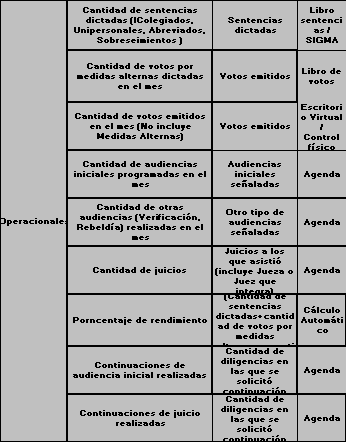 Cantidad de sentencias
dictadas (lColegiados,
Unipersonales, Abreviados,
Sobreseimientos )
Sentencias
dictadas
Libro
sentenci
as /
SIGMA
Cantidad de votos por
medidas alternas dictadas
en el mes
Votos emitidos
Libro de
votos
Cantidad de votos emitidos
en el mes (No incluye
Medidas Alternas)
Votos emitidos
Escritori
o Virtual
/
Control
físico
Cantidad de audiencias
iniciales programadas en el
mes
Audiencias
iniciales
señaladas
Agenda
Cantidad de otras
audiencias (Verificación,
Rebeldía) realizadas en el
mes
Otro tipo de
audiencias
señaladas
Agenda
Operacionales
Cantidad de juicios
Juicios a los
que asistió
(incluye Jueza o
Juez que
integra)
Agenda
Porncentaje de rendimiento
(Cantidad de
sentencias
dictadas+cantid
ad de votos por
medidas
Cálculo
Automáti
co
Continuaciones de
audiencia inicial realizadas
Cantidad de
diligencias en
las que se
solicitó
continuación
Agenda
Continuaciones de juicio
realizadas
Cantidad de
diligencias en
las que se
solicitó
continuación
Agenda